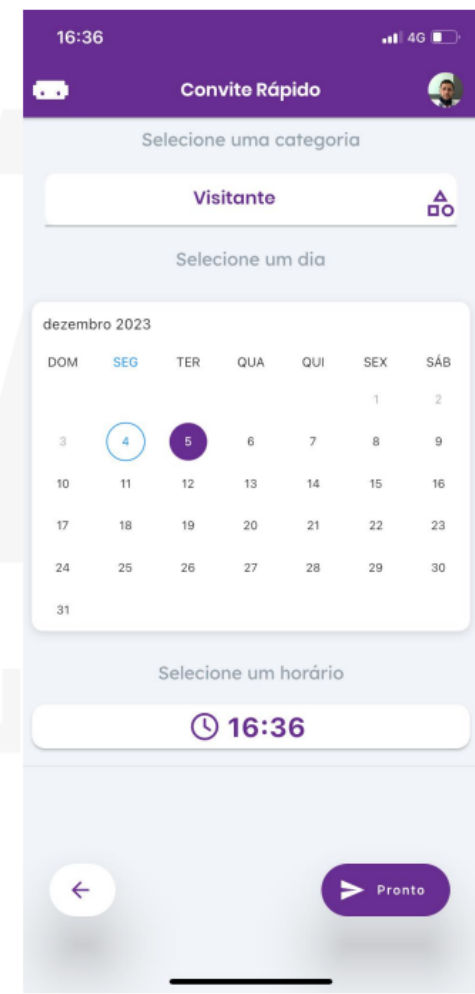 16:36 4G
Convite Rápido
Selecione uma categoria
Visitante
Selecione um dia
dezembro 2023
DOM SEG TER QUA QUI SEX SÁB
1 2
3 4 5 6 7 8 9
10 11 12 13 14 15 16
17 18 19 20 21 22 23
24 25 26 27 28 29 30
31
Selecione um horário
16:36
Pronto